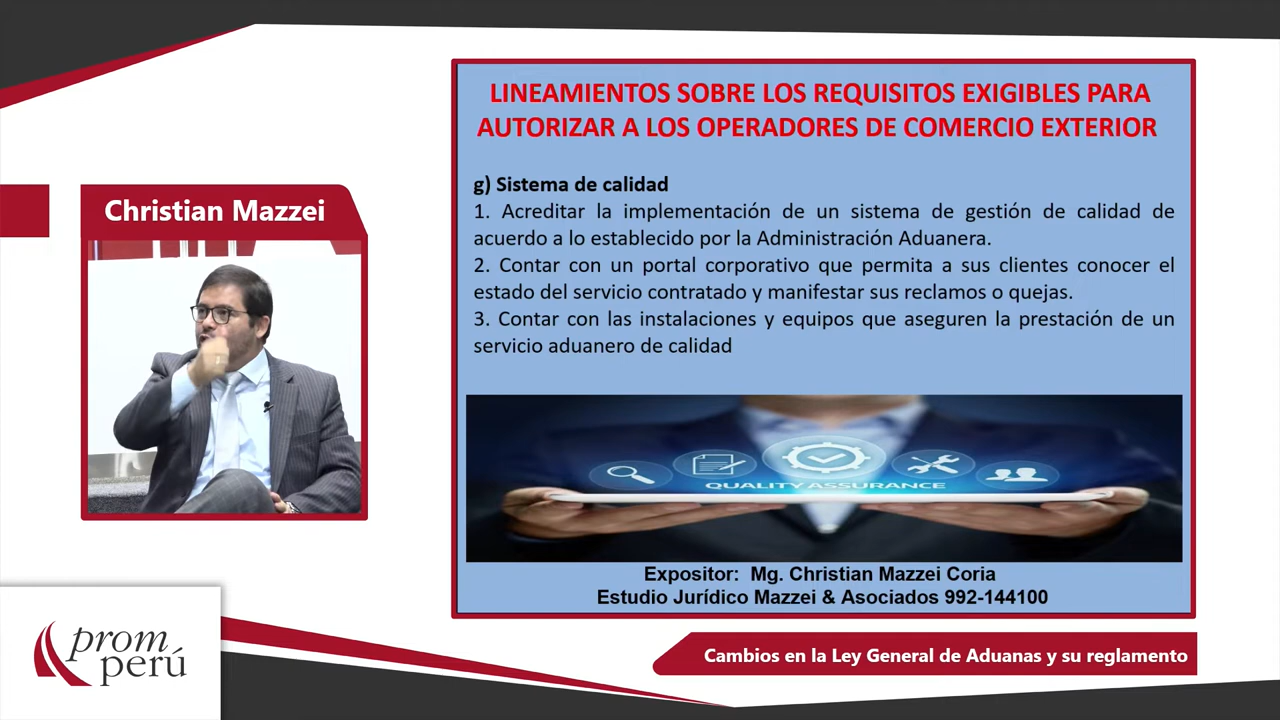 Christian Mazzei
LINEAMIENTOS SOBRE LOS REQUISITOS EXIGIBLES PARA
AUTORIZAR A LOS OPERADORES DE COMERCIO EXTERIOR
g) Sistema de calidad
1. Acreditar la implementación de un sistema de gestión de calidad de
acuerdo a lo establecido por la Administración Aduanera.
2. Contar con un portal corporativo que permita a sus clientes conocer el
estado del servicio contratado y manifestar sus reclamos o quejas.
3. Contar con las instalaciones y equipos que aseguren la prestación de un
servicio aduanero de calidad
QUALITY ASSURANCE
Expositor: Mg. Christian Mazzei Coria
Estudio Jurídico Mazzei & Asociados 992-144100
prom
perú
Cambios en la Ley General de Aduanas y su reglamento